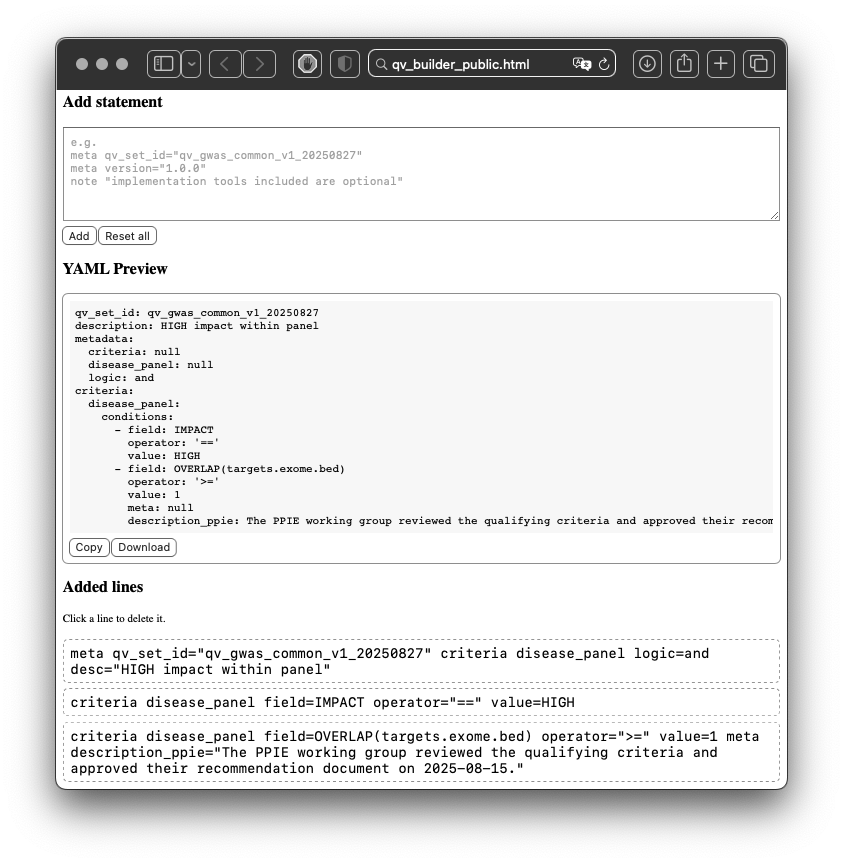 qv_builder_public.html
Add statement
e.g.
meta qv_set_id="qv_gwas_common_v1_20250827"
meta version="1.0.0"
note "implementation tools included are optional"
Add Reset all
YAML Preview
qv_set_id: qv_gwas_common_v1_20250827
description: HIGH impact within panel
metadata:
  criteria: null
  disease_panel: null
  logic: and
criteria:
  disease_panel:
    conditions:
      - field: IMPACT
        operator: '=='
        value: HIGH
      - field: OVERLAP(targets.exome.bed)
        operator: '>='
        value: 1
        meta: null
        description_ppie: The PPIE working group reviewed the qualifying criteria and approved their recom
Copy Download
Added lines
Click a line to delete it.
meta qv_set_id="qv_gwas_common_v1_20250827" criteria disease_panel logic=and
desc="HIGH impact within panel"
criteria disease_panel field=IMPACT operator="==" value=HIGH
criteria disease_panel field=OVERLAP(targets.exome.bed) operator=">=" value=1 meta
description_ppie="The PPIE working group reviewed the qualifying criteria and
approved their recommendation document on 2025-08-15."